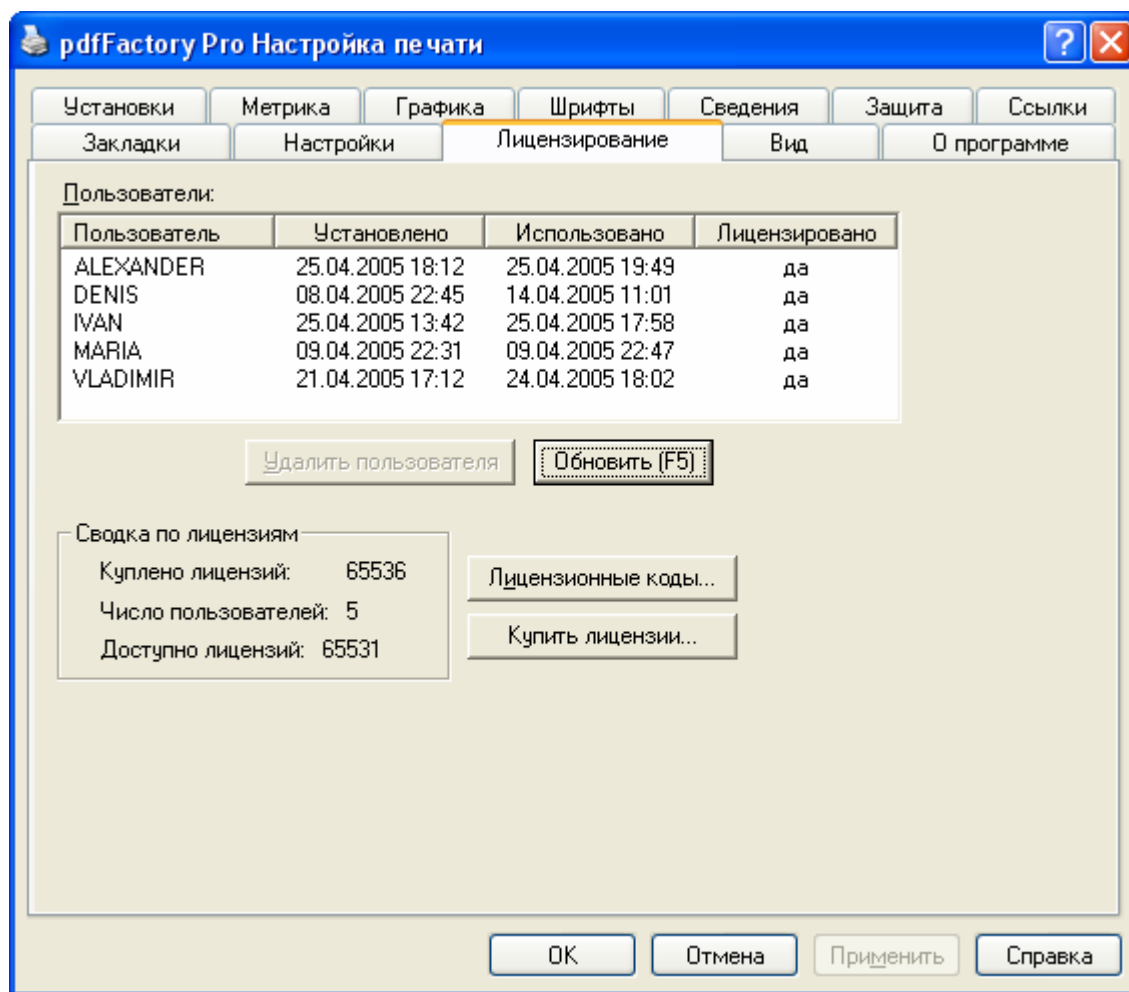 pdfFactory Pro Настройка печати
Установки Метрика Графика Шрифты Сведения Защита Ссылки
Закладки Настройки Лицензирование Вид О программе
Пользователи:
Пользователь Установлено Использовано Лицензировано
ALEXANDER 25.04.2005 18:12 25.04.2005 19:49 да
DENIS 08.04.2005 22:45 14.04.2005 11:01 да
IVAN 25.04.2005 13:42 25.04.2005 17:58 да
MARIA 09.04.2005 22:31 09.04.2005 22:47 да
VLADIMIR 21.04.2005 17:12 24.04.2005 18:02 да
Удалить пользователя Обновить (F5)
Сводка по лицензиям
Куплено лицензий: 65536 Лицензионные коды...
Число пользователей: 5
Купить лицензии...
Доступно лицензий: 65531
OK Отмена Применить Справка